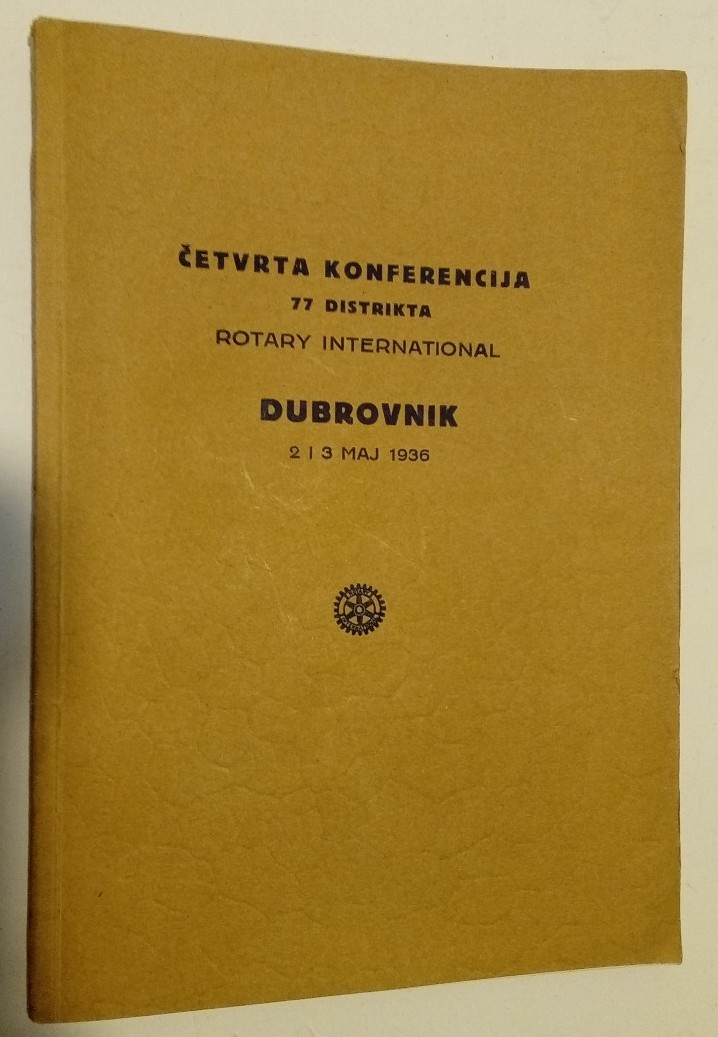 ČETVRTA KONFERENCIJA
77 DISTRIKTA
ROTARY INTERNATIONAL
DUBROVNIK
2 I 3 MAJ 1936